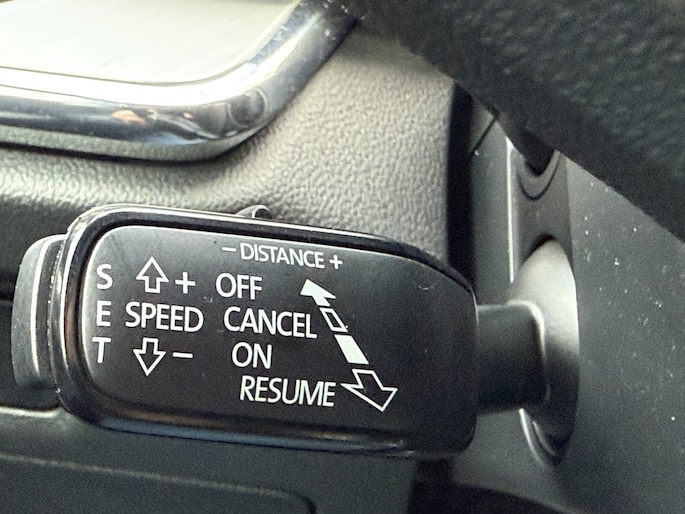 − DISTANCE +
S + OFF
E SPEED CANCEL
T − ON
RESUME